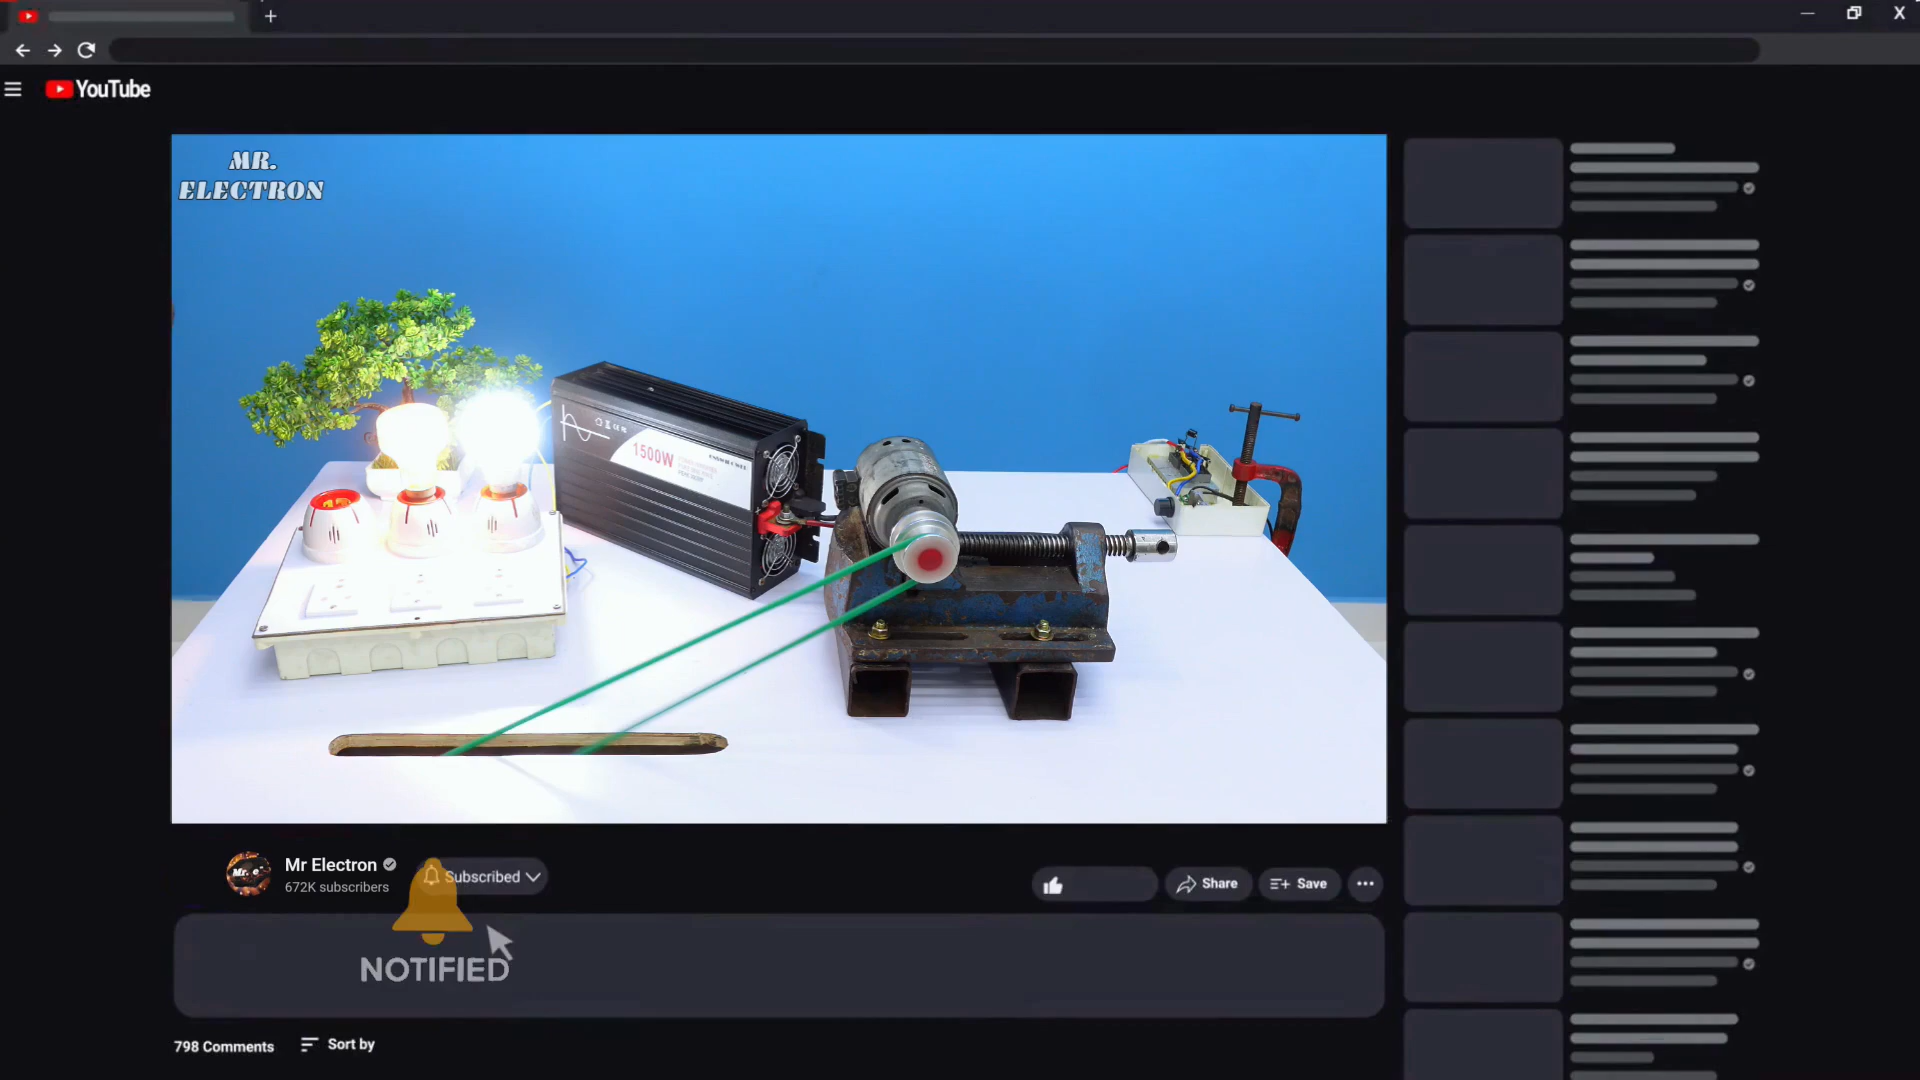 YouTube
MR.
ELECTRON
1500W
Mr Electron
672K subscribers
Subscribed
Share
Save
NOTIFIED
798 Comments
Sort by